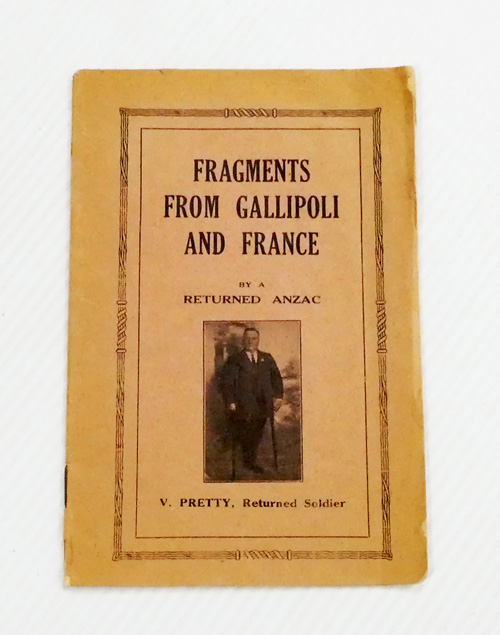 FRAGMENTS
FROM GALLIPOLI
AND FRANCE
BY A
RETURNED ANZAC
V. PRETTY, Returned Soldier